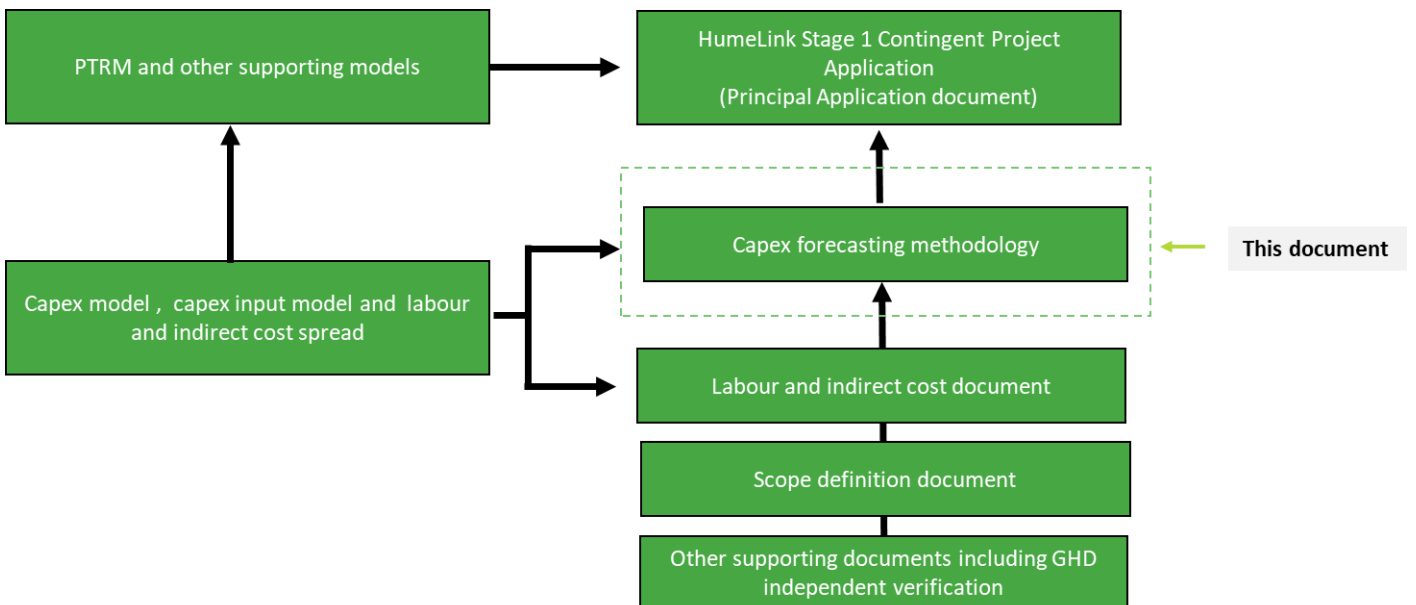 PTRM and other supporting models
HumeLink Stage 1 Contingent Project
Application
(Principal Application document)
Capex forecasting methodology
This document
Capex model , capex input model and labour
and indirect cost spread
Labour and indirect cost document
Scope definition document
Other supporting documents including GHD
independent verification